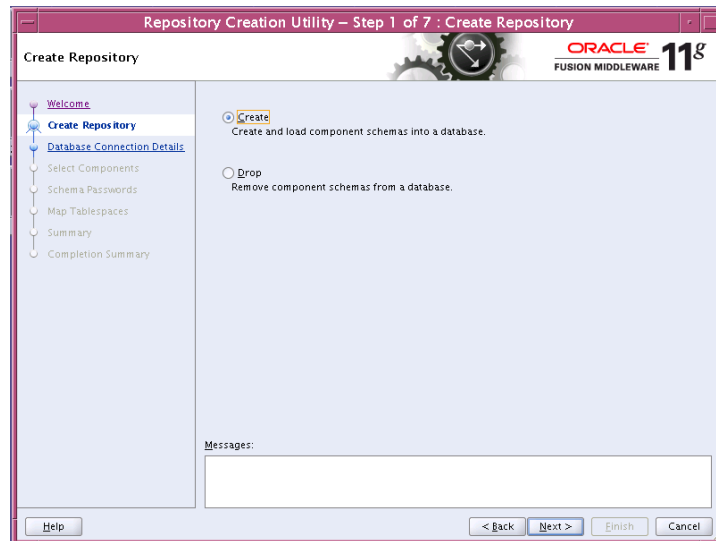 Repository Creation Utility – Step 1 of 7 : Create Repository
Create Repository
ORACLE
FUSION MIDDLEWARE 11g
Welcome
Create Repository
Database Connection Details
Select Components
Schema Passwords
Map Tablespaces
Summary
Completion Summary
Create
Create and load component schemas into a database.
Drop
Remove component schemas from a database.
Messages:
Help
< Back
Next >
Finish
Cancel